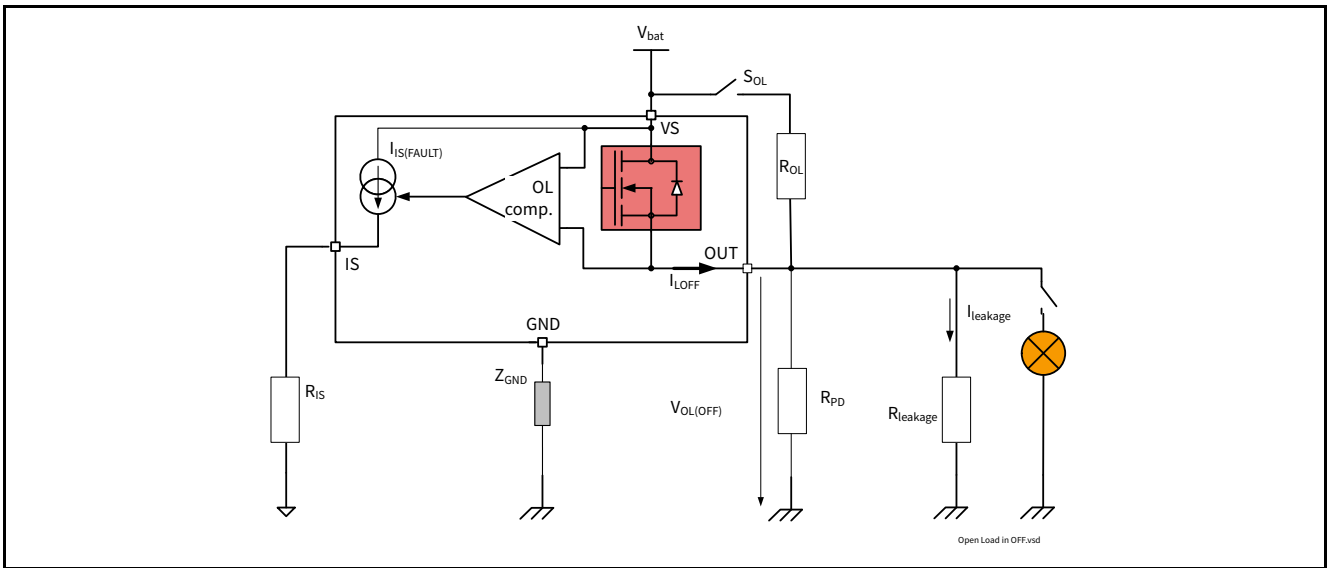 Vbat
SOL
VS
IIS(FAULT)
ROL
OL
comp.
OUT
IS
ILOFF
Ileakage
GND
ZGND
RIS
VOL(OFF)
RPD
Rleakage
Open Load in OFF.vsd